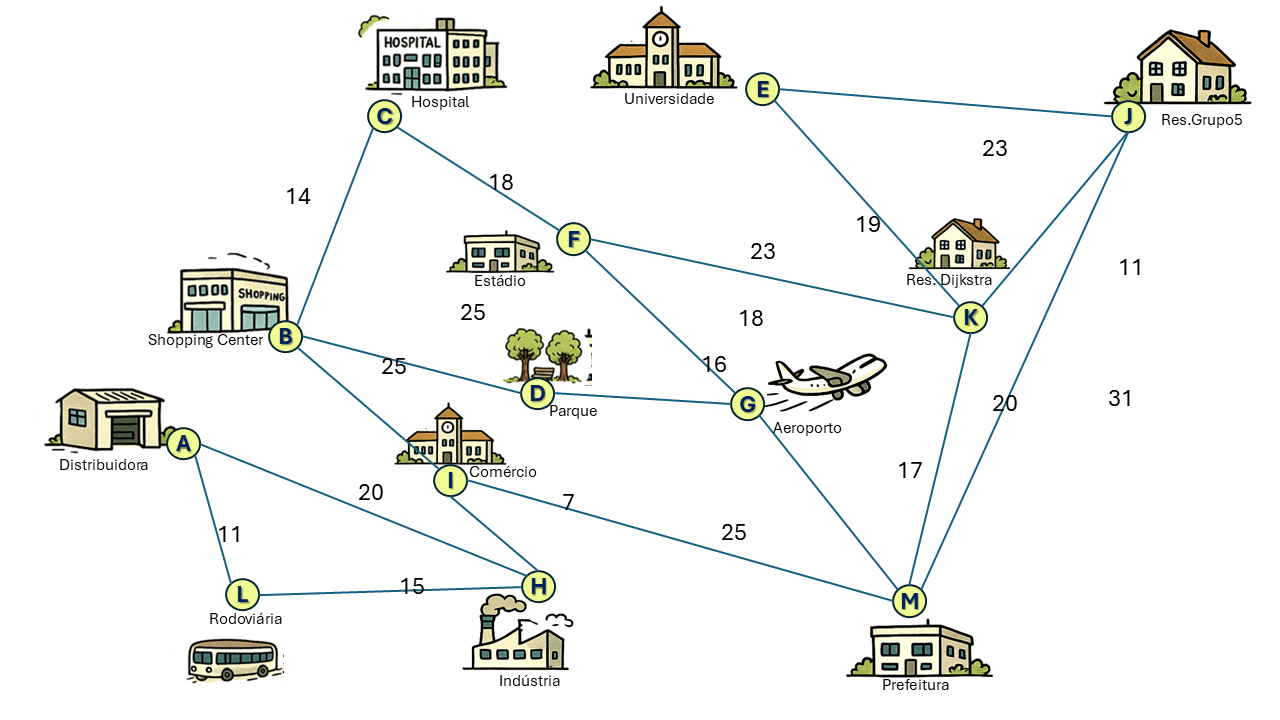 HOSPITAL
Hospital
C
Universidade
E
J
Res.Grupo5
23
18
14
19
F
23
Estádio
Res. Dijkstra
11
SHOPPING
Shopping Center
B
25
18
K
25
16
D
Parque
G
Aeroporto
20
31
A
Distribuidora
I
Comércio
17
20
7
25
11
15
H
L
Rodoviária
M
Indústria
Prefeitura